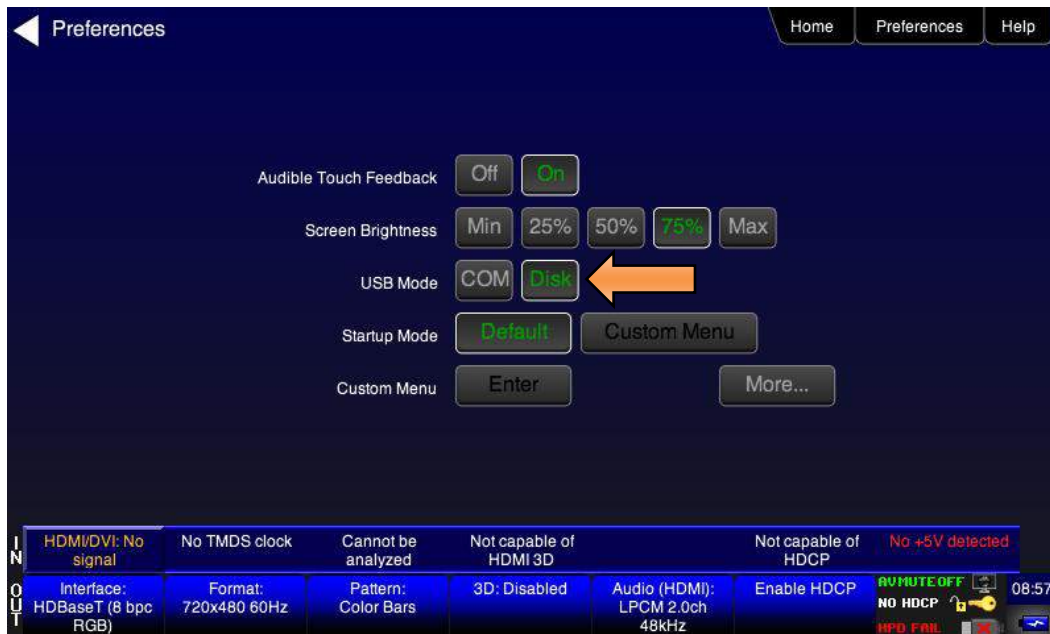 Preferences
Home
Preferences
Help
Audible Touch Feedback
Off
On
Screen Brightness
Min
25%
50%
75%
Max
USB Mode
COM
Disk
Startup Mode
Default
Custom Menu
Custom Menu
Enter
More...
IN
HDMI/DVI: No
signal
No TMDS clock
Cannot be
analyzed
Not capable of
HDMI 3D
Not capable of
HDCP
No +5V detected
OUT
Interface:
HDBaseT (8 bpc
RGB)
Format:
720x480 60Hz
Pattern:
Color Bars
3D: Disabled
Audio (HDMI):
LPCM 2.0ch
48kHz
Enable HDCP
AVMUTE OFF
NO HDCP
HPD FAIL
08:57